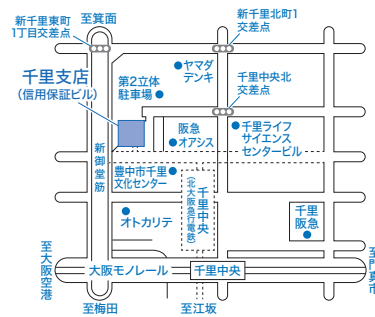 新千里東町
1丁目交差点
至箕面
新千里北町1
交差点
千里支店
(信用保証ビル)
第2立体
駐車場
ヤマダ
デンキ
千里中央北
交差点
新御堂筋
阪急
オアシス
千里ライフ
サイエンス
センタービル
豊中市千里
文化センター
千里中央
(北大阪急行電鉄)
オトカリテ
千里
阪急
至大阪空港
大阪モノレール
千里中央
至門真市
至梅田
至江坂